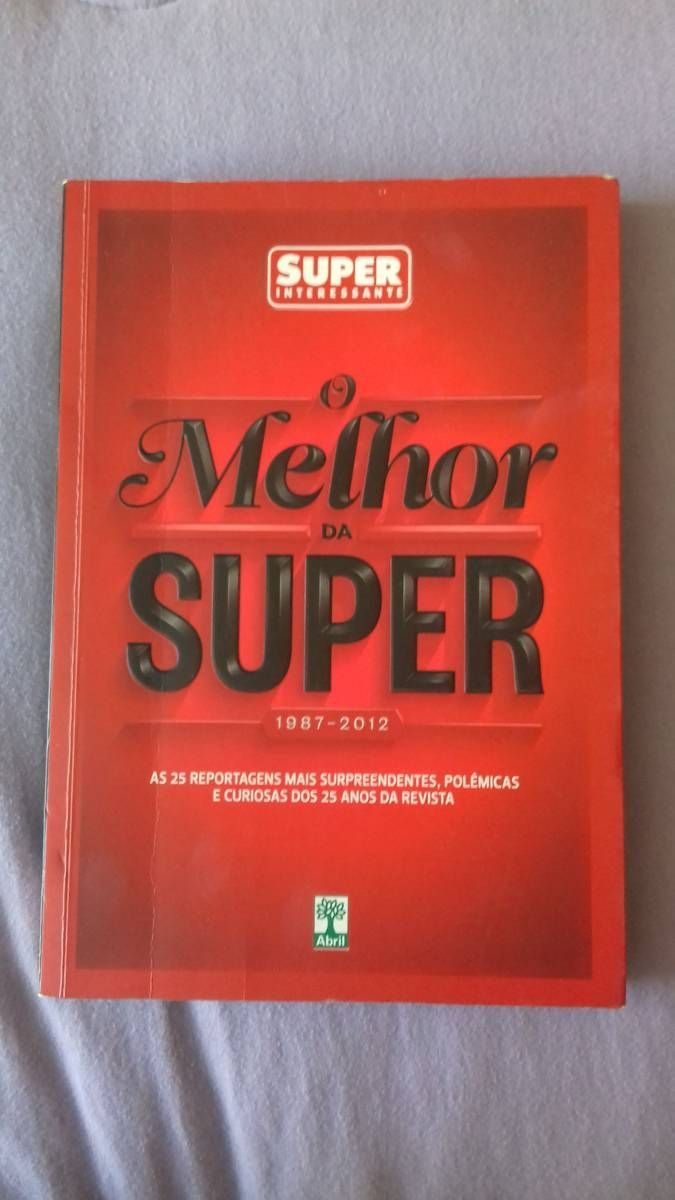 SUPER
INTERESSANTE
O
Melhor
DA
SUPER
1987-2012
AS 25 REPORTAGENS MAIS SURPREENDENTES, POLÊMICAS
E CURIOSAS DOS 25 ANOS DA REVISTA
Abril